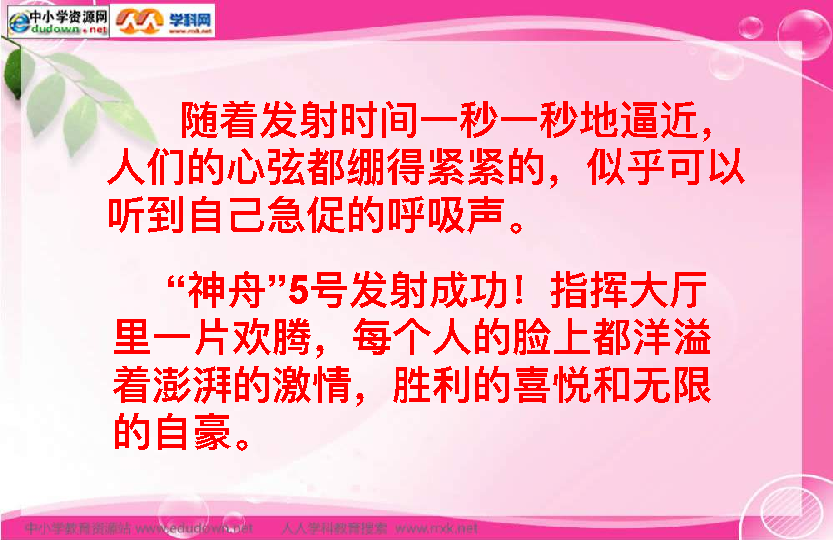 中小学资源网
edudown.net
学科网
www.rrxk.net
随着发射时间一秒一秒地逼近，
人们的心弦都绷得紧紧的，似乎可以
听到自己急促的呼吸声。
“神舟”5号发射成功！指挥大厅
里一片欢腾，每个人的脸上都洋溢
着澎湃的激情，胜利的喜悦和无限
的自豪。
中小学教育资源站 www.edudown.net 人人学科教育搜索 www.rrxk.net